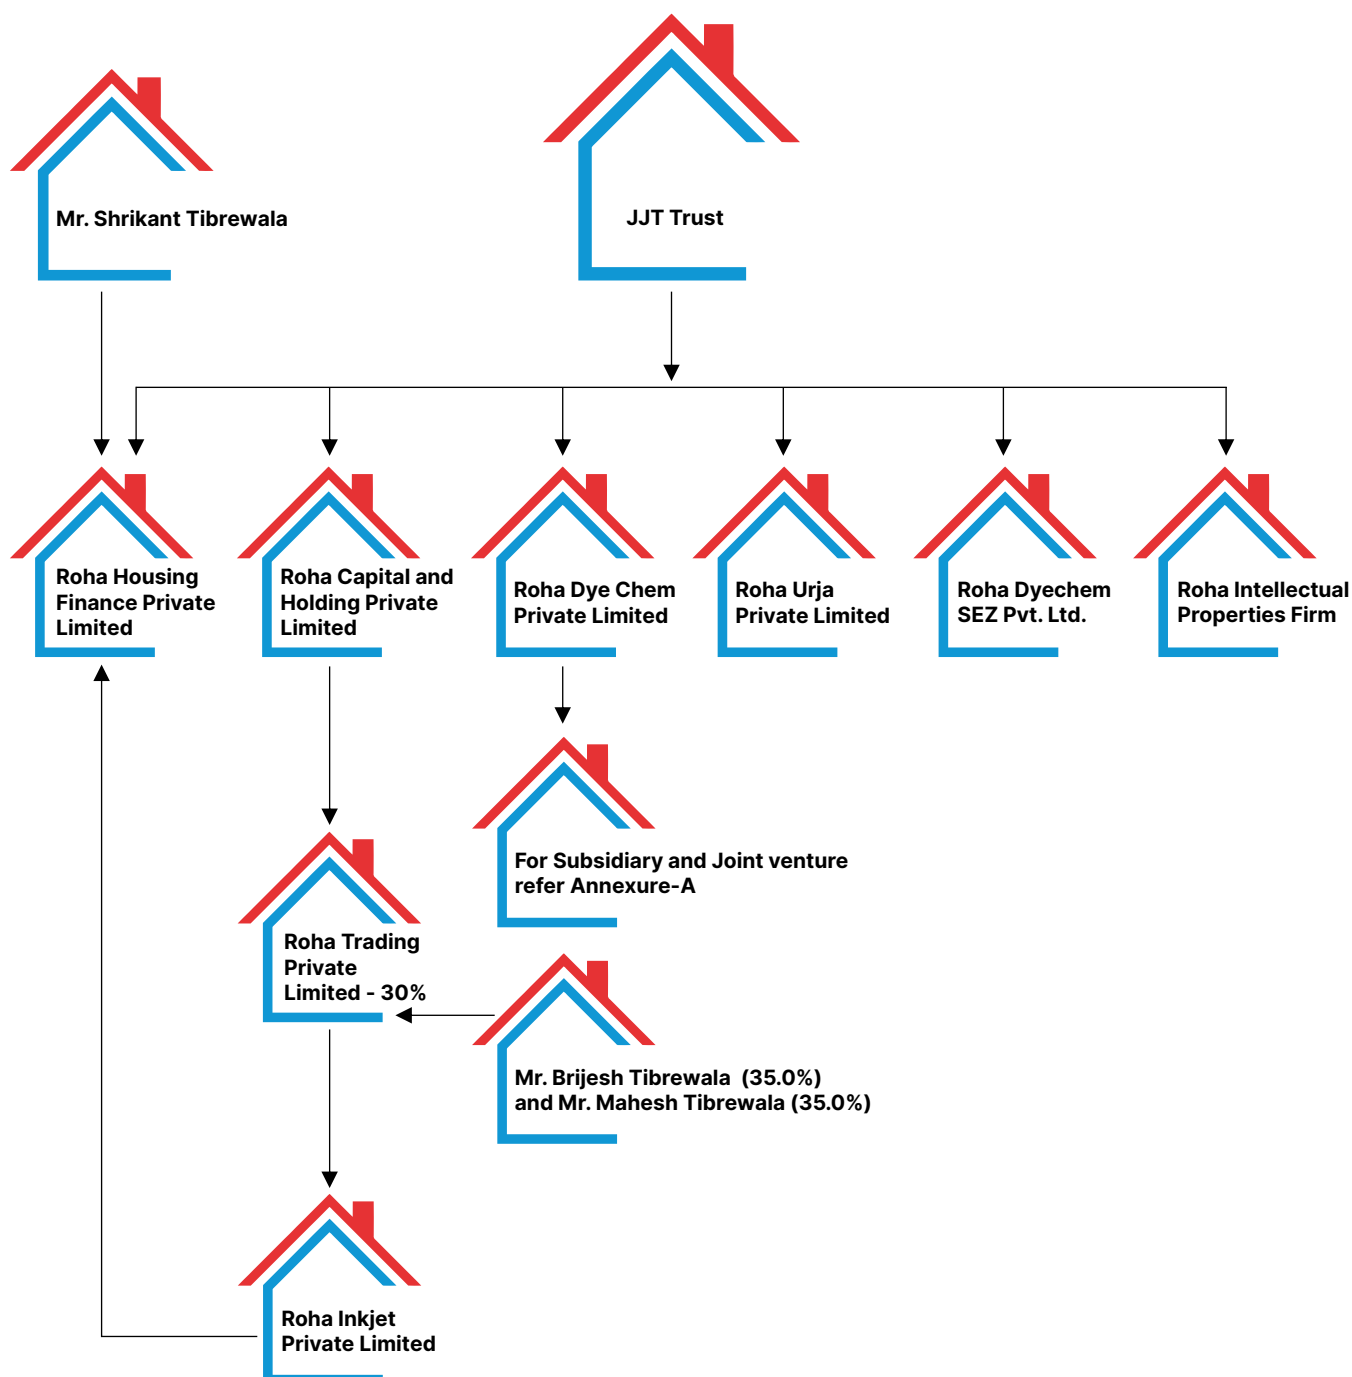 Mr. Shrikant Tibrewala
JJT Trust
Roha Housing
Finance Private
Limited
Roha Capital and
Holding Private
Limited
Roha Dye Chem
Private Limited
Roha Urja
Private Limited
Roha Dyechem
SEZ Pvt. Ltd.
Roha Intellectual
Properties Firm
For Subsidiary and Joint venture
refer Annexure-A
Roha Trading
Private
Limited - 30%
Mr. Brijesh Tibrewala (35.0%)
and Mr. Mahesh Tibrewala (35.0%)
Roha Inkjet
Private Limited